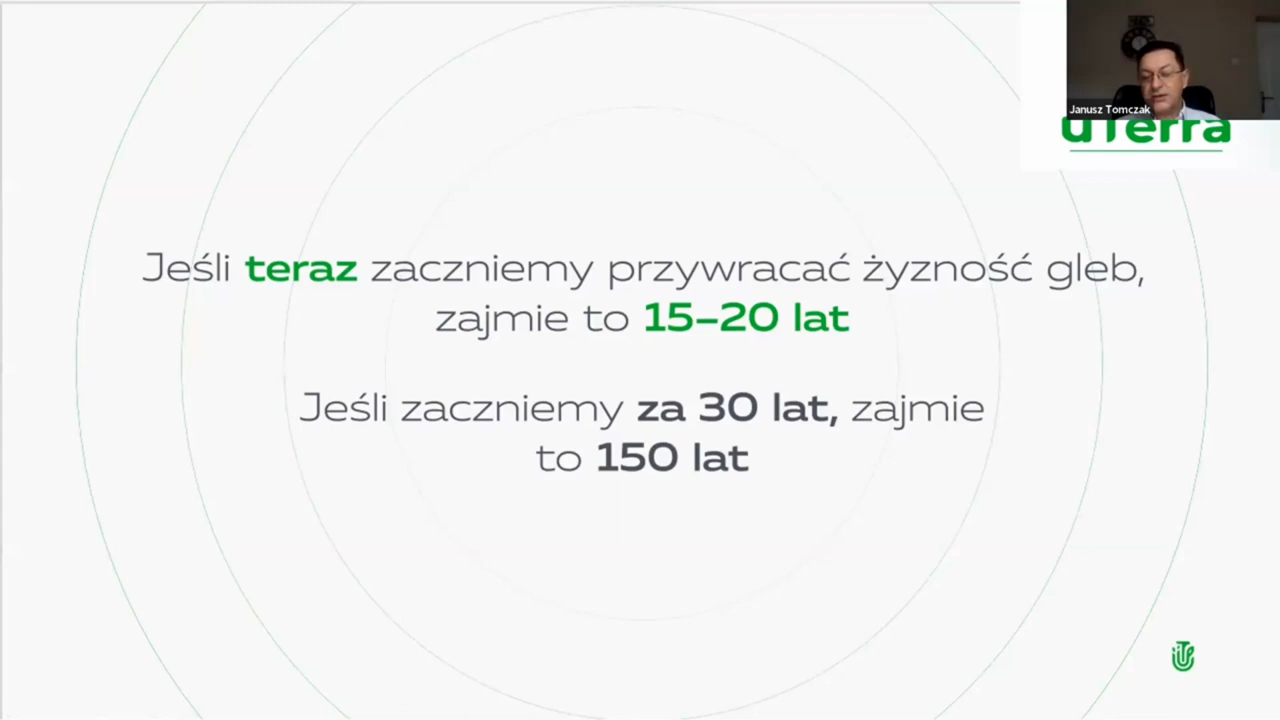 Janusz Tomczak
uTerra
Jeśli teraz zaczniemy przywracać żyzność gleb,
zajmie to 15–20 lat
Jeśli zaczniemy za 30 lat, zajmie
to 150 lat